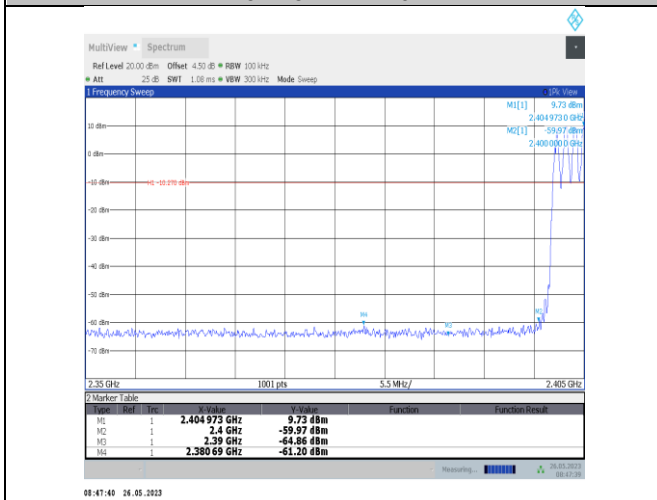 MultiView Spectrum
Ref Level 20.00 dBm Offset 4.50 dB RBW 100 kHz
Att 25 dB SWT 1.08 ms VBW 300 kHz Mode Sweep
1 Frequency Sweep 1Pk View
M1[1] 9.73 dBm
2.404973 0 GHz
M2[1] -59.97 dBm
2.400000 0 GHz
10 dBm
0 dBm
-10 dBm H1 -10.270 dBm
-20 dBm
-30 dBm
-40 dBm
-50 dBm
-60 dBm
M4
M3
-70 dBm
2.35 GHz 1001 pts 5.5 MHz/ 2.405 GHz
2 Marker Table
Type Ref Trc X-Value Y-Value Function Function Result
M1 1 2.404 973 GHz 9.73 dBm
M2 1 2.4 GHz -59.97 dBm
M3 1 2.39 GHz -64.86 dBm
M4 1 2.380 69 GHz -61.20 dBm
Measuring... 26.05.2023
08:47:39
08:47:40 26.05.2023